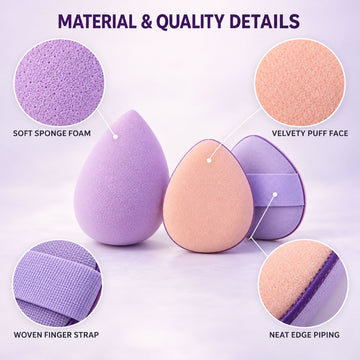 MATERIAL & QUALITY DETAILS
SOFT SPONGE FOAM
VELVETY PUFF FACE
WOVEN FINGER STRAP
NEAT EDGE PIPING